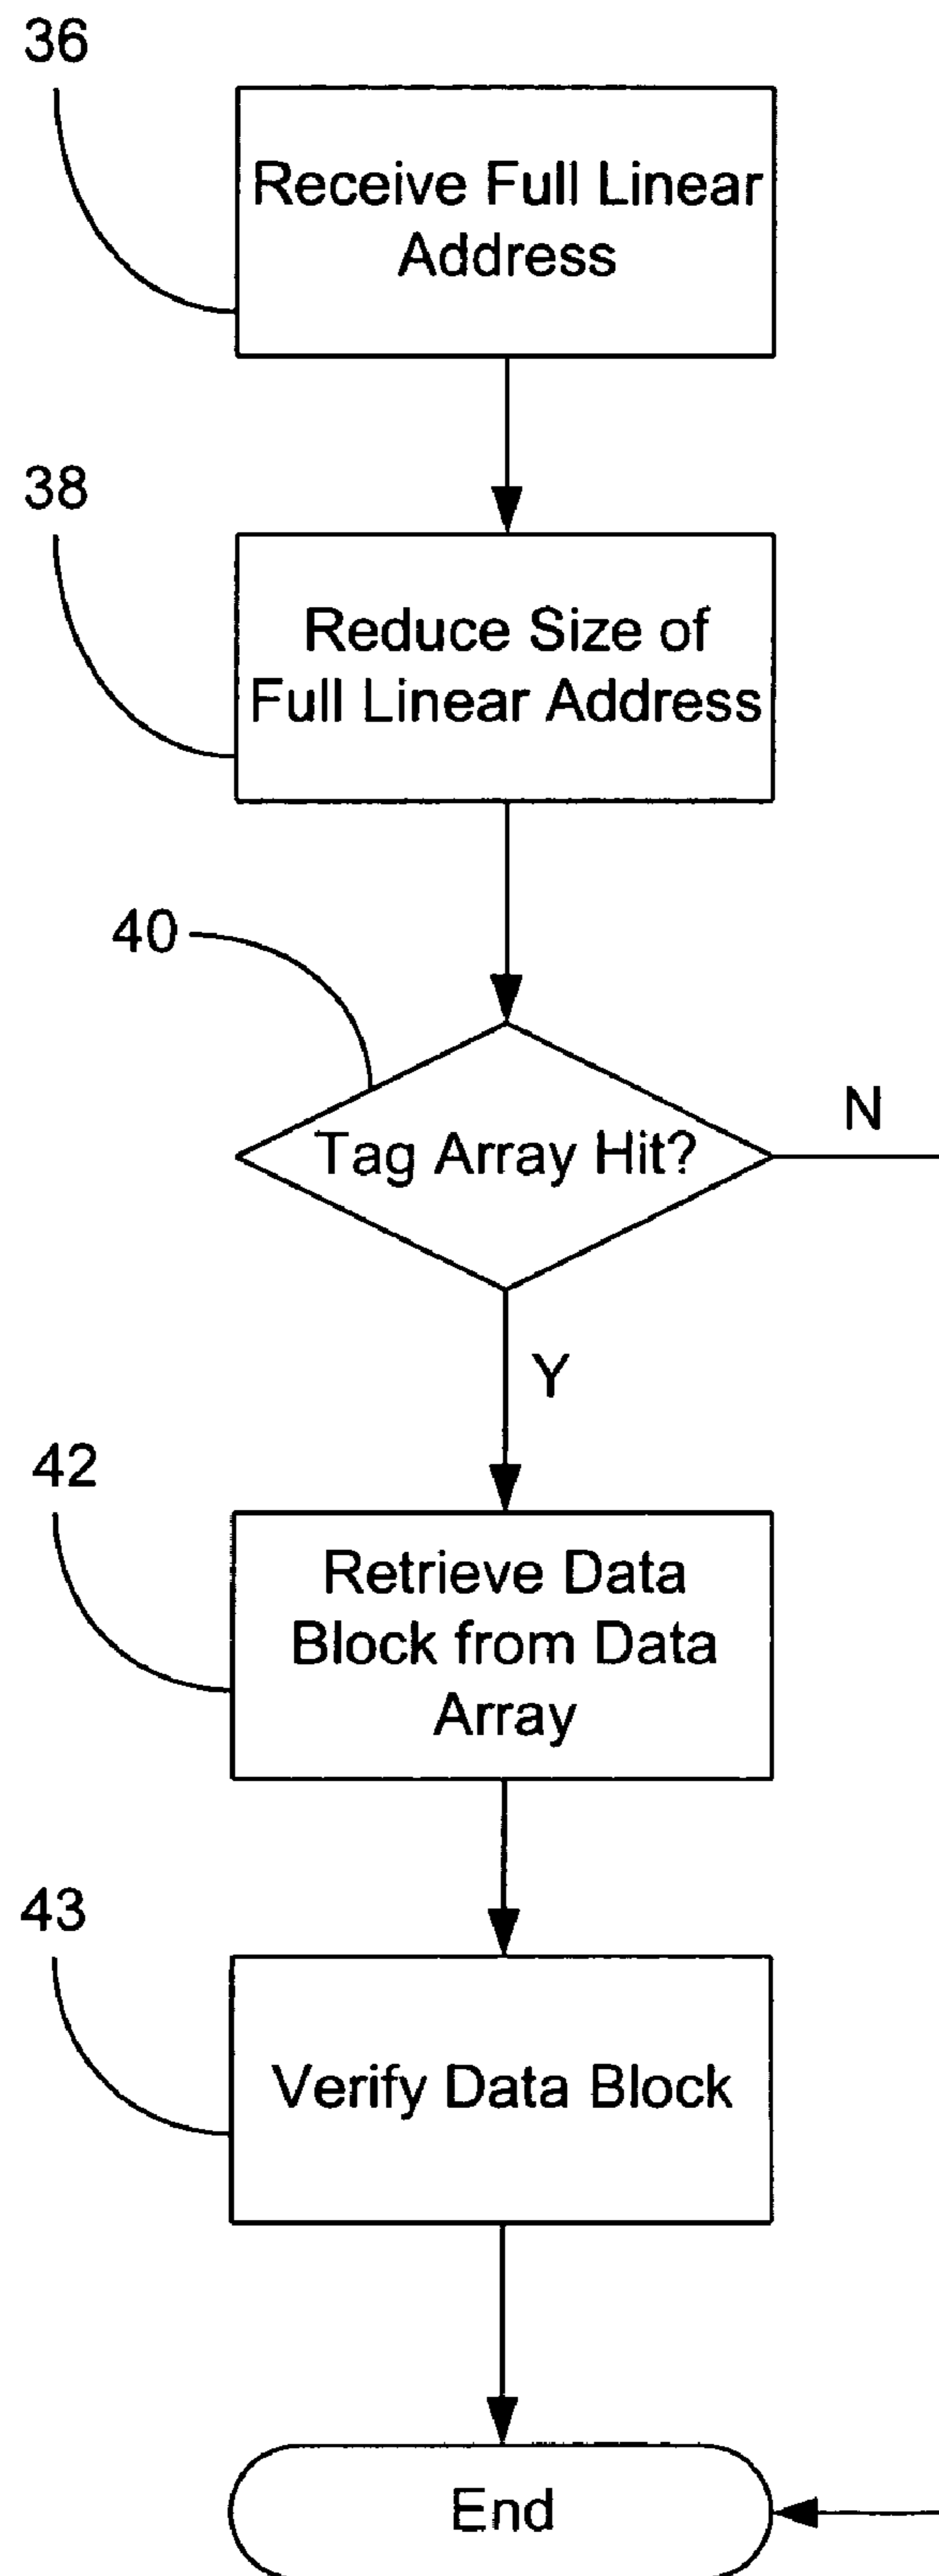 36
Receive Full Linear
Address
38
Reduce Size of
Full Linear Address
40
Tag Array Hit?
N
Y
42
Retrieve Data
Block from Data
Array
43
Verify Data Block
End